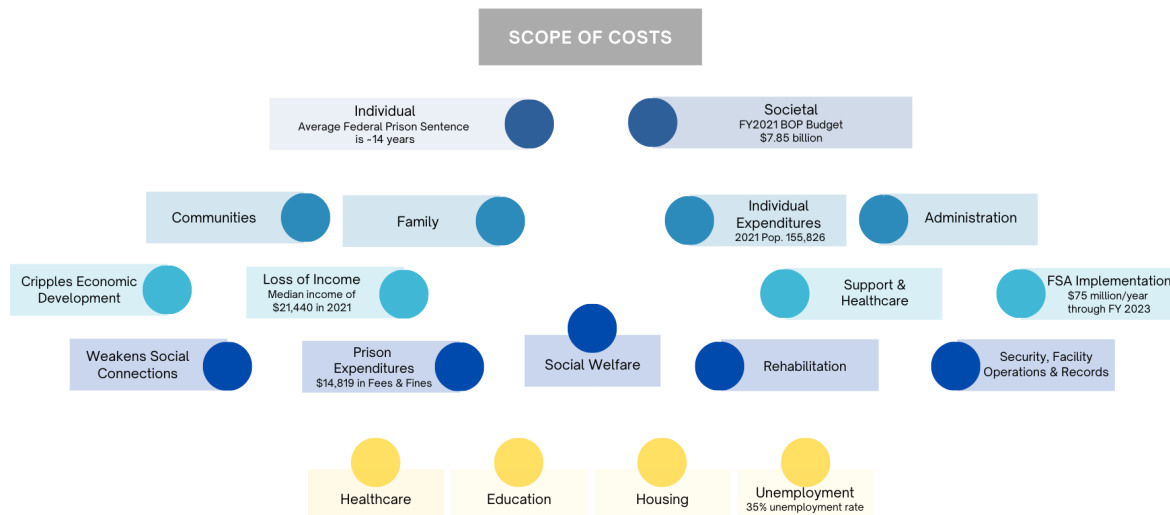 SCOPE OF COSTS
Individual
Average Federal Prison Sentence
is ~14 years
Societal
FY2021 BOP Budget
$7.85 billion
Communities
Family
Individual
Expenditures
2021 Pop. 155,826
Administration
Cripples Economic
Development
Loss of Income
Median income of
$21,440 in 2021
Support &
Healthcare
FSA Implementation
$75 million/year
through FY 2023
Weakens Social
Connections
Prison
Expenditures
$14,819 in Fees & Fines
Social Welfare
Rehabilitation
Security, Facility
Operations & Records
Healthcare
Education
Housing
Unemployment
35% unemployment rate